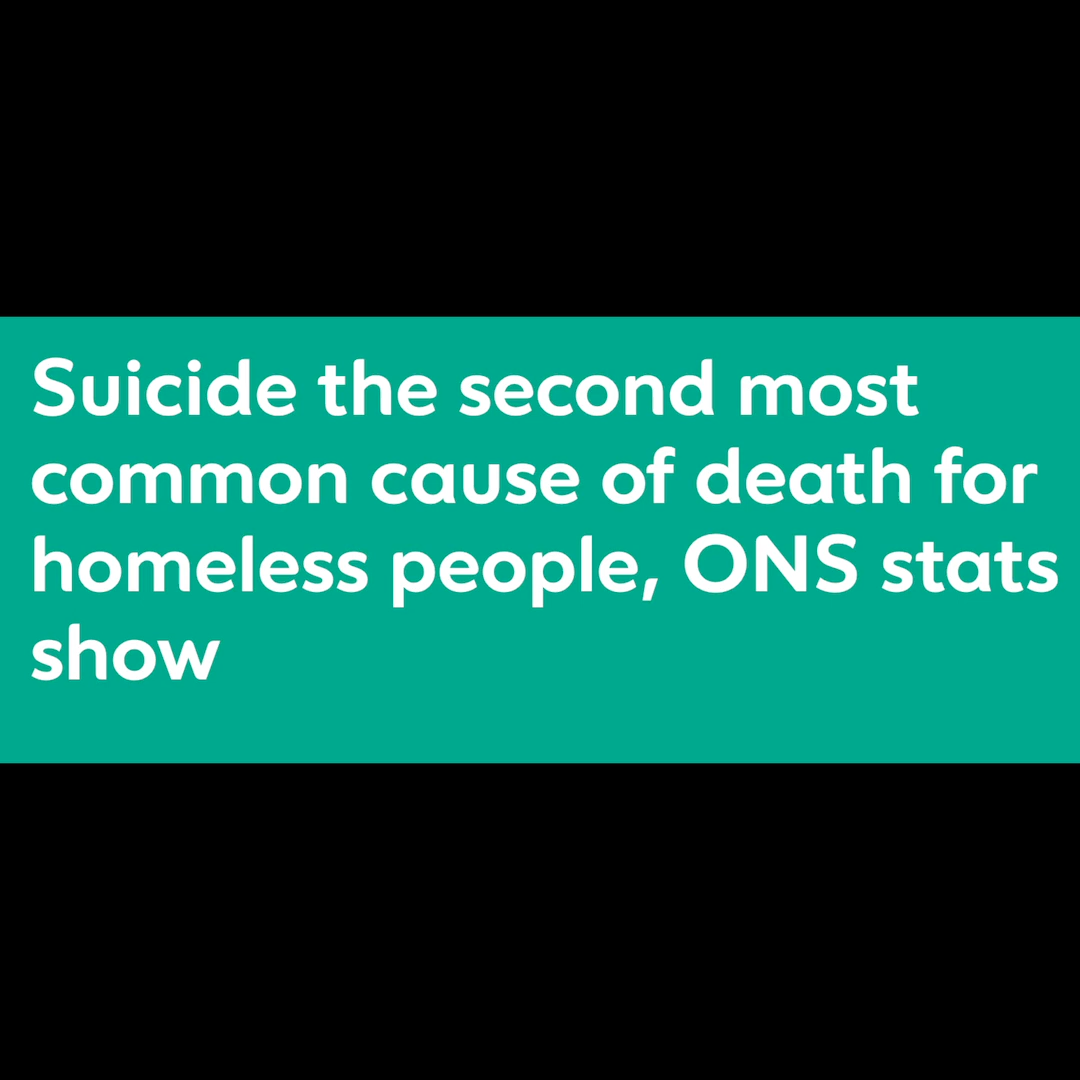 Suicide the second most
common cause of death for
homeless people, ONS stats
show